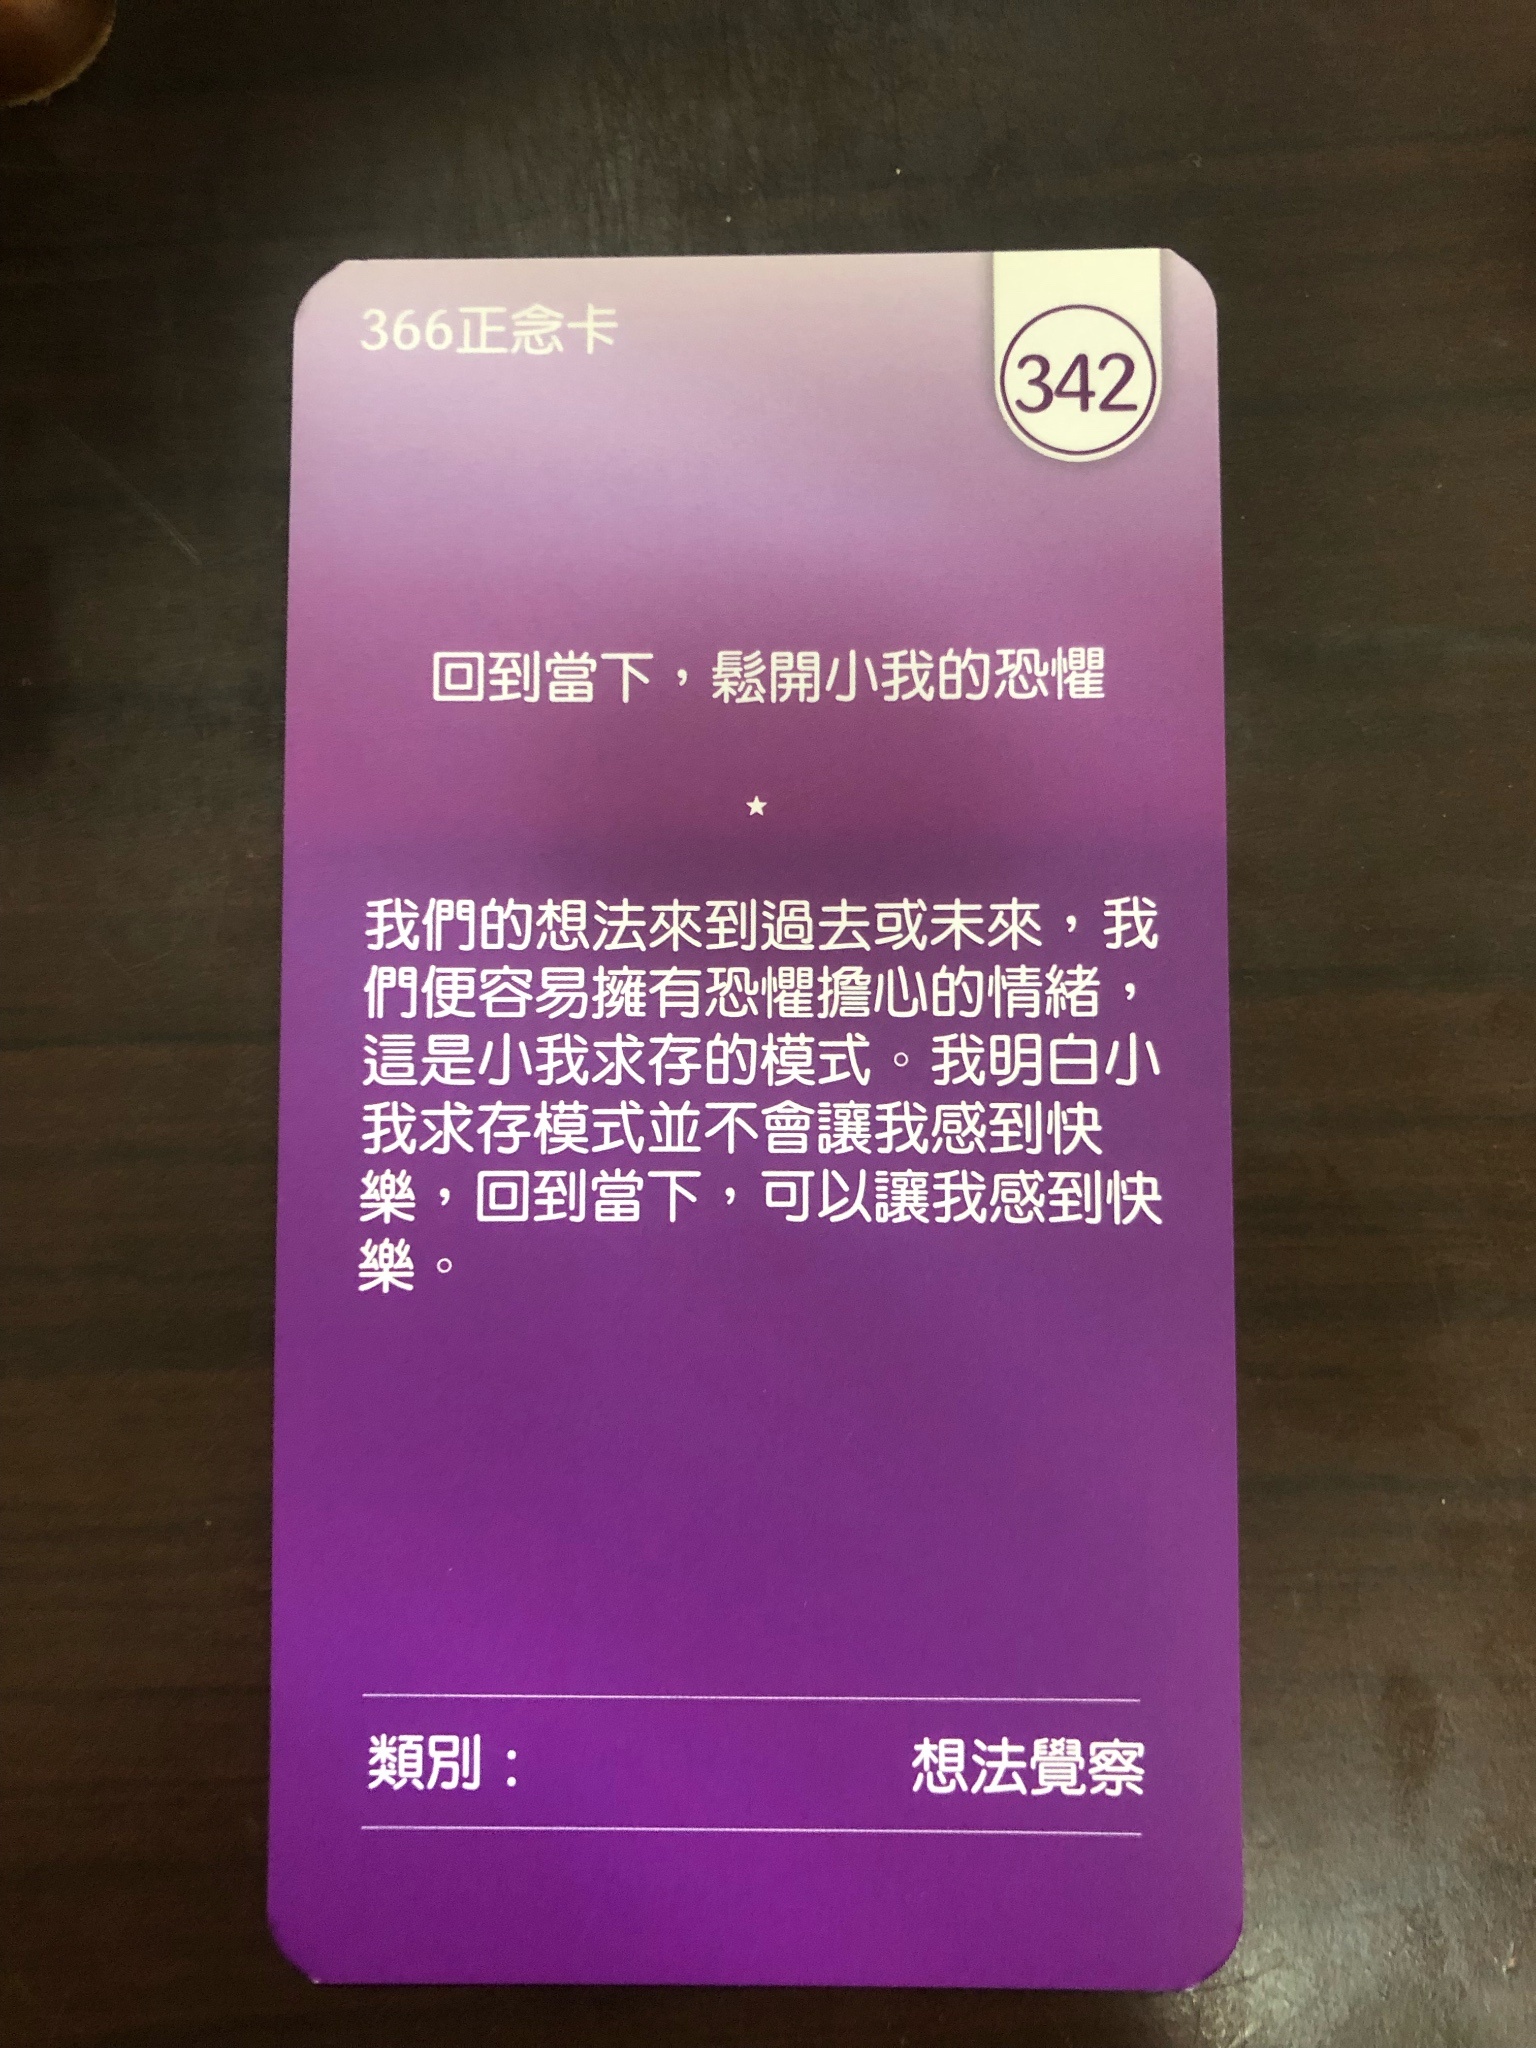 366正念卡
342
回到當下，鬆開小我的恐懼
★
我們的想法來到過去或未來，我
們便容易擁有恐懼擔心的情緒，
這是小我求存的模式。我明白小
我求存模式並不會讓我感到快
樂，回到當下，可以讓我感到快
樂。
類別：想法覺察